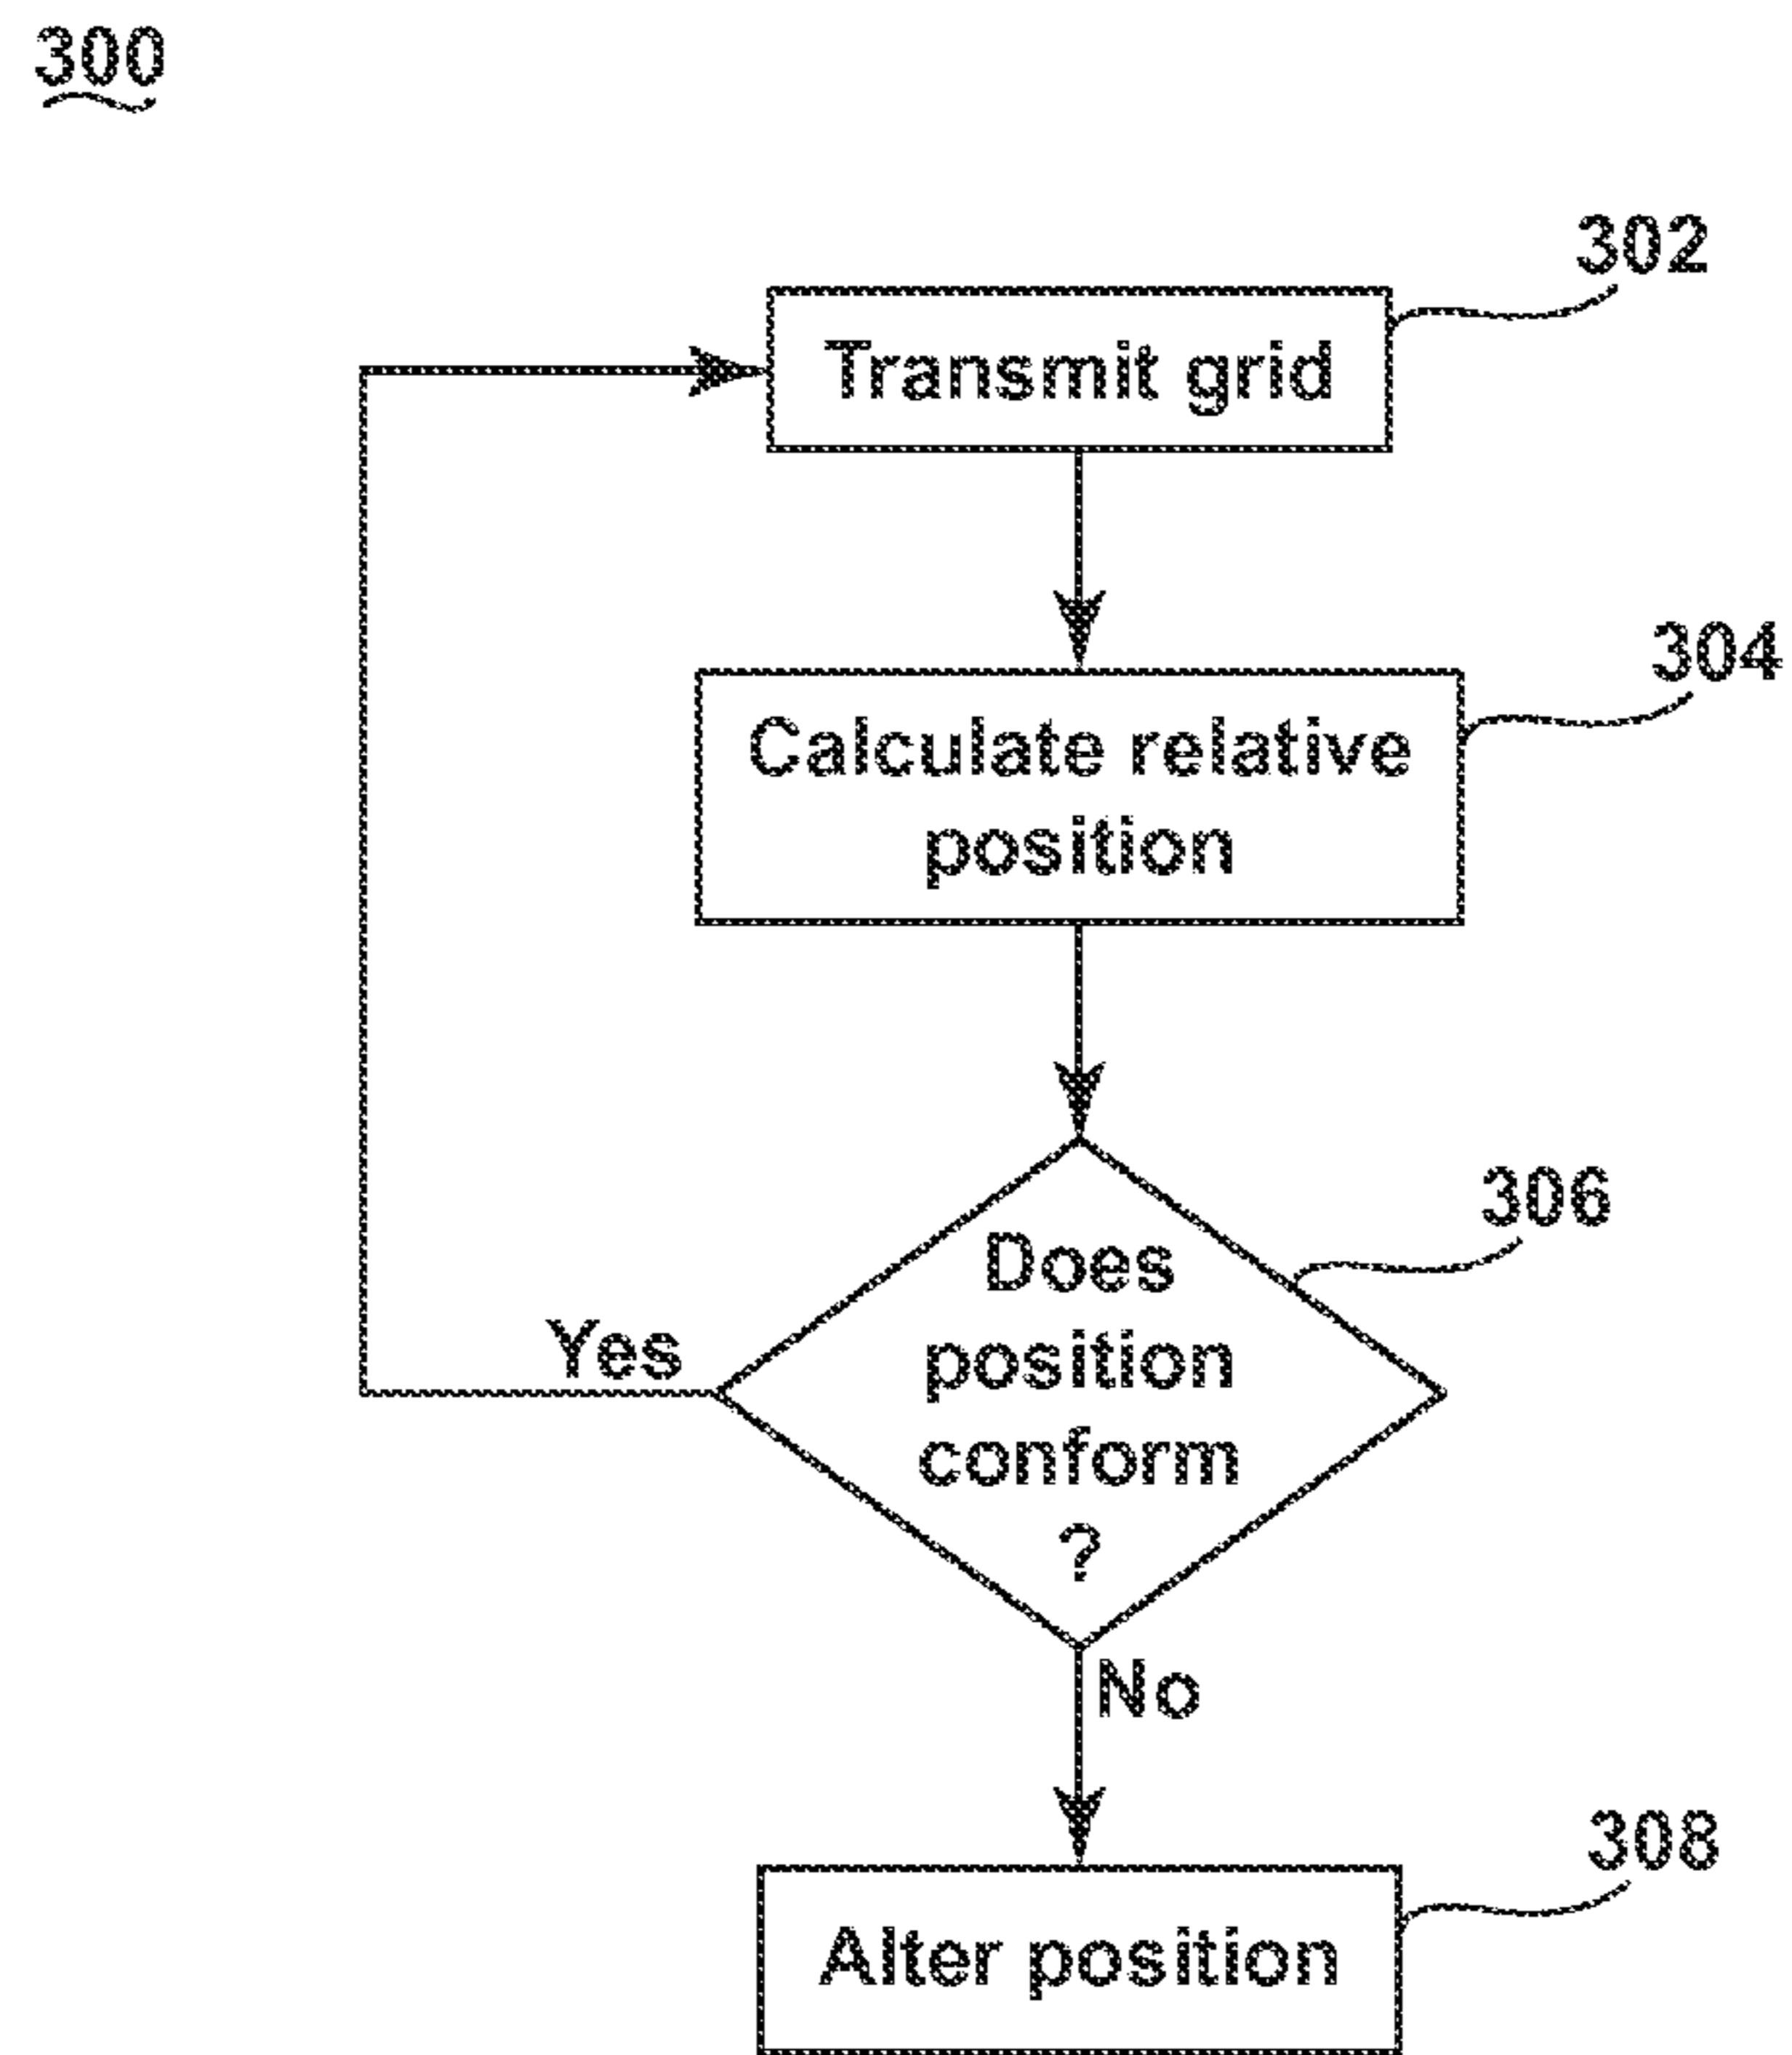 300
302
Transmit grid
304
Calculate relative
position
306
Does
position
conform
?
Yes
No
308
Alter position